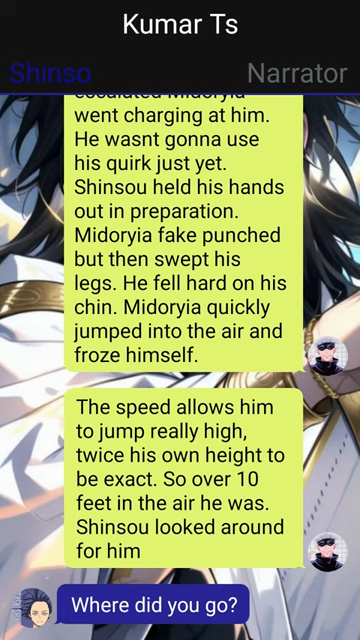 Kumar Ts
Shinso
Narrator
escalated Midoryia
went charging at him.
He wasnt gonna use
his quirk just yet.
Shinsou held his hands
out in preparation.
Midoryia fake punched
but then swept his
legs. He fell hard on his
chin. Midoryia quickly
jumped into the air and
froze himself.
The speed allows him
to jump really high,
twice his own height to
be exact. So over 10
feet in the air he was.
Shinsou looked around
for him
Where did you go?